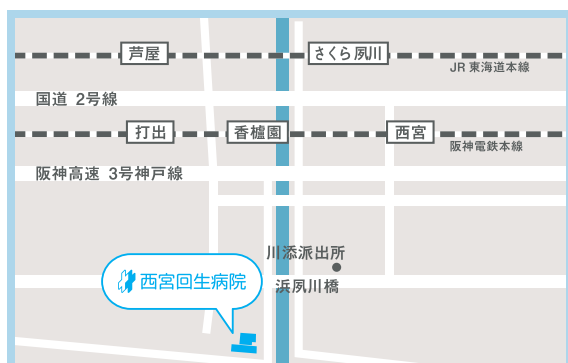 芦屋
さくら夙川
JR 東海道本線
国道 2号線
打出
香櫨園
西宮
阪神電鉄本線
阪神高速 3号神戸線
川添派出所
西宮回生病院
浜夙川橋